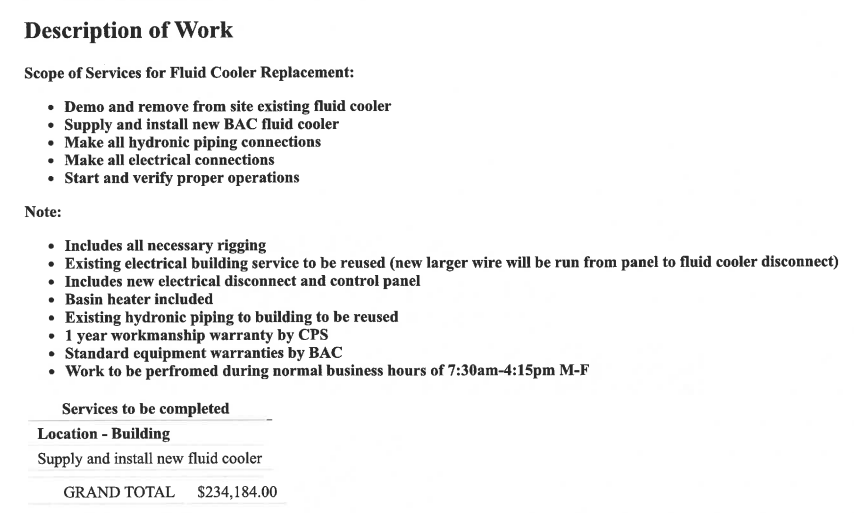 Description of Work
Scope of Services for Fluid Cooler Replacement:
• Demo and remove from site existing fluid cooler
• Supply and install new BAC fluid cooler
• Make all hydronic piping connections
• Make all electrical connections
• Start and verify proper operations
Note:
• Includes all necessary rigging
• Existing electrical building service to be reused (new larger wire will be run from panel to fluid cooler disconnect)
• Includes new electrical disconnect and control panel
• Basin heater included
• Existing hydronic piping to building to be reused
• 1 year workmanship warranty by CPS
• Standard equipment warranties by BAC
• Work to be perfromed during normal business hours of 7:30am-4:15pm M-F
Services to be completed
Location - Building
Supply and install new fluid cooler
GRAND TOTAL $234,184.00